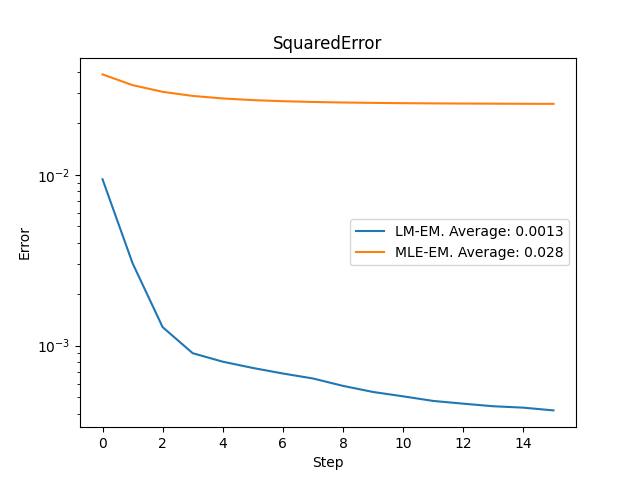 SquaredError
Error
10⁻²
10⁻³
LM-EM. Average: 0.0013
MLE-EM. Average: 0.028
0 2 4 6 8 10 12 14
Step